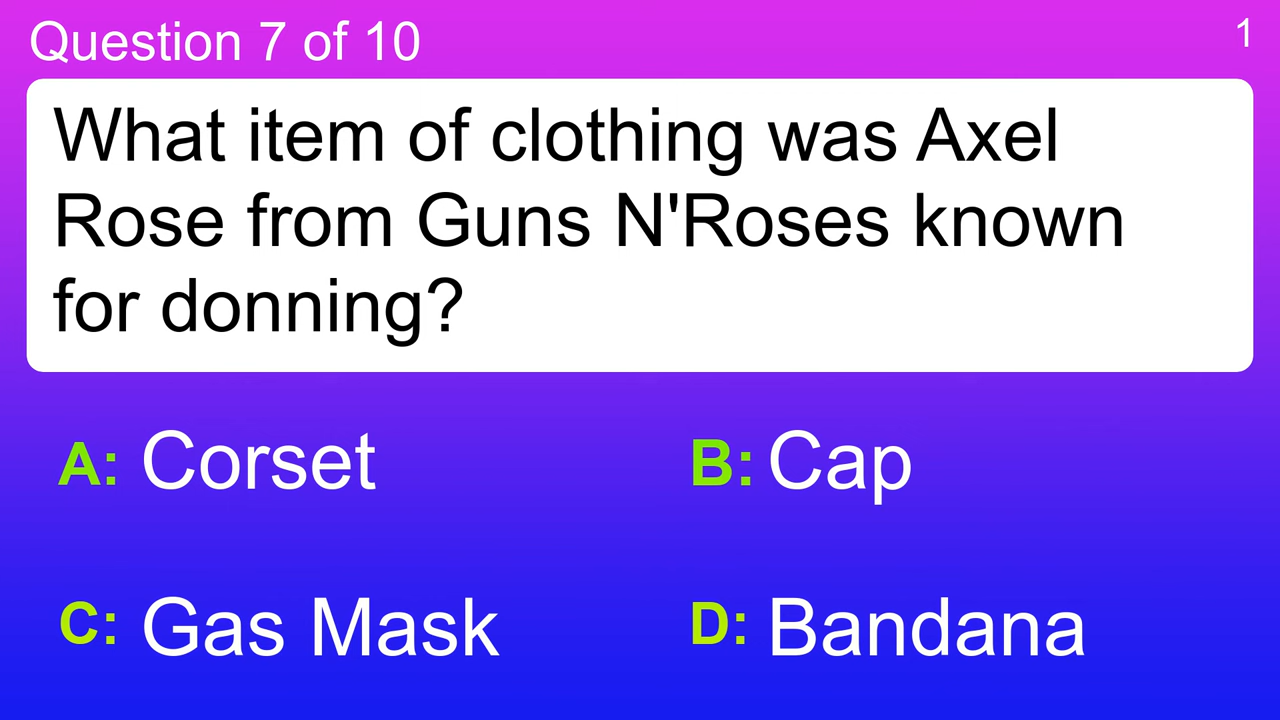 Question 7 of 10
1
What item of clothing was Axel
Rose from Guns N'Roses known
for donning?
A: Corset
B: Cap
C: Gas Mask
D: Bandana